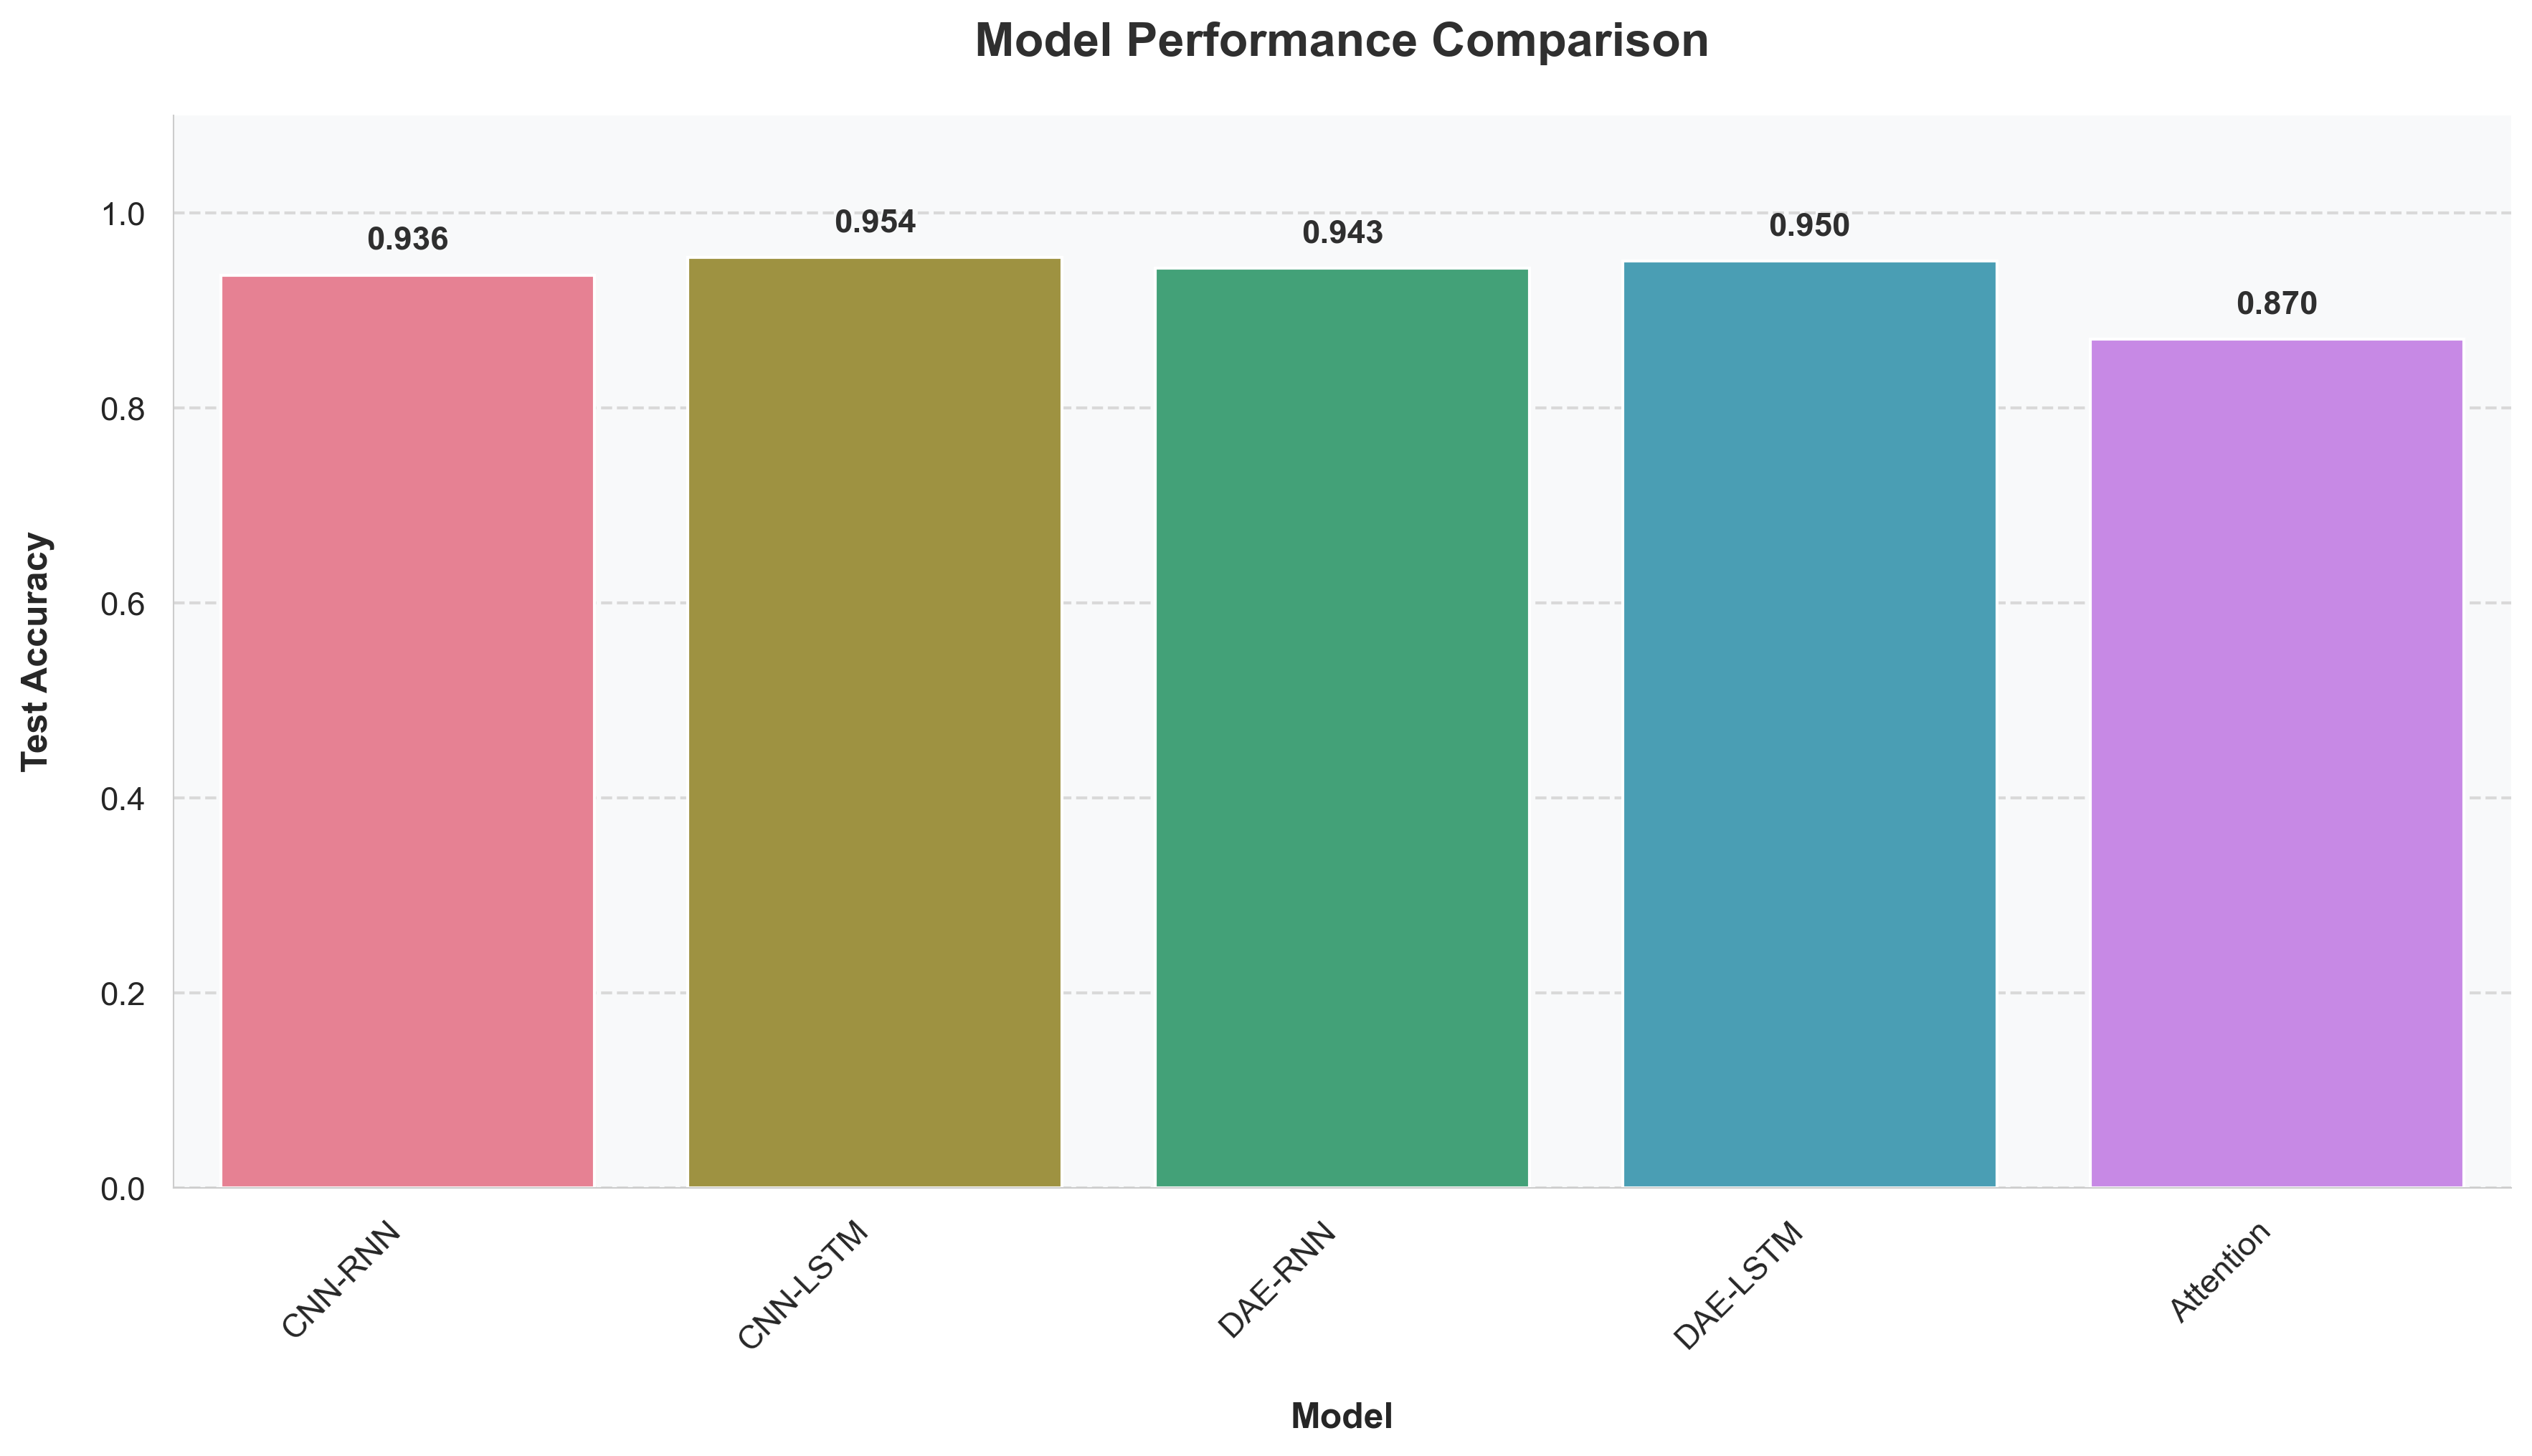 Model Performance Comparison
Test Accuracy
1.0
0.8
0.6
0.4
0.2
0.0
0.936
0.954
0.943
0.950
0.870
CNN-RNN
CNN-LSTM
DAE-RNN
DAE-LSTM
Attention
Model